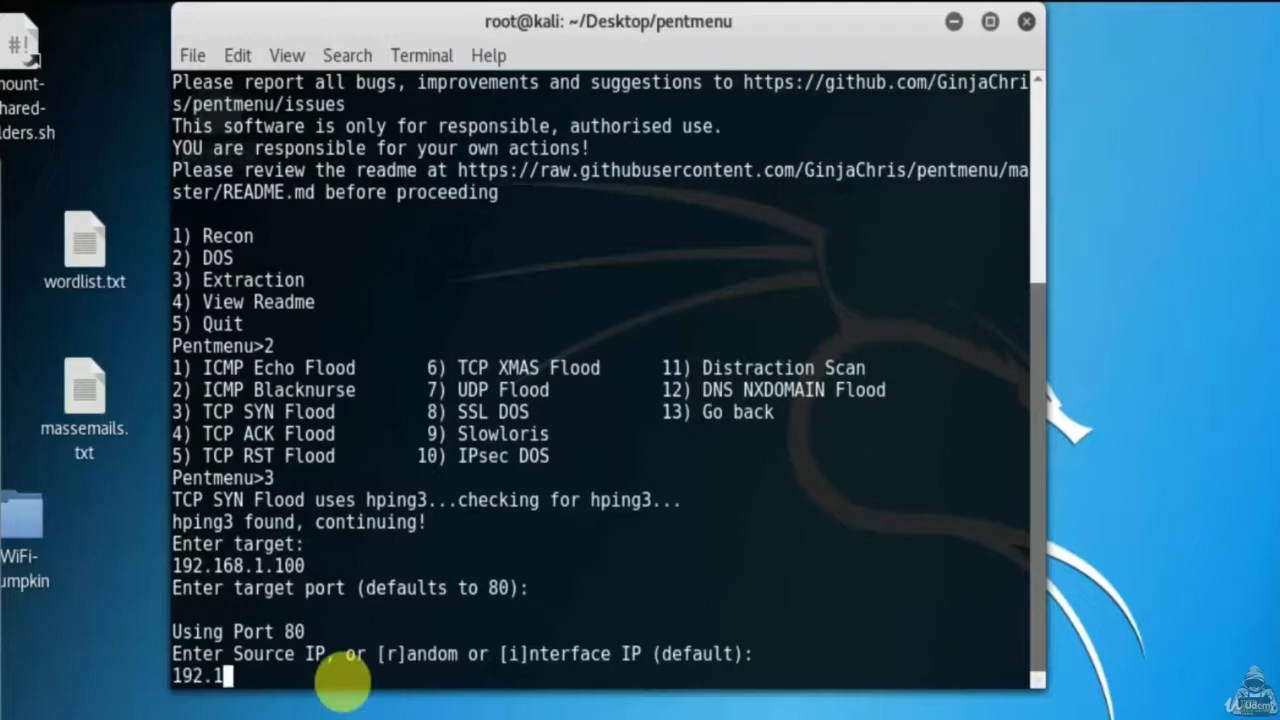 root@kali: ~/Desktop/pentmenu
File Edit View Search Terminal Help
#!
mount-
hared-
lders.sh
wordlist.txt
massemails.
txt
WiFi-
umpkin
Please report all bugs, improvements and suggestions to https://github.com/GinjaChri
s/pentmenu/issues
This software is only for responsible, authorised use.
YOU are responsible for your own actions!
Please review the readme at https://raw.githubusercontent.com/GinjaChris/pentmenu/ma
ster/README.md before proceeding
1) Recon
2) DOS
3) Extraction
4) View Readme
5) Quit
Pentmenu>2
1) ICMP Echo Flood 6) TCP XMAS Flood 11) Distraction Scan
2) ICMP Blacknurse 7) UDP Flood 12) DNS NXDOMAIN Flood
3) TCP SYN Flood 8) SSL DOS 13) Go back
4) TCP ACK Flood 9) Slowloris
5) TCP RST Flood 10) IPsec DOS
Pentmenu>3
TCP SYN Flood uses hping3...checking for hping3...
hping3 found, continuing!
Enter target:
192.168.1.100
Enter target port (defaults to 80):
Using Port 80
Enter Source IP, or [r]andom or [i]nterface IP (default):
192.1
Udemy